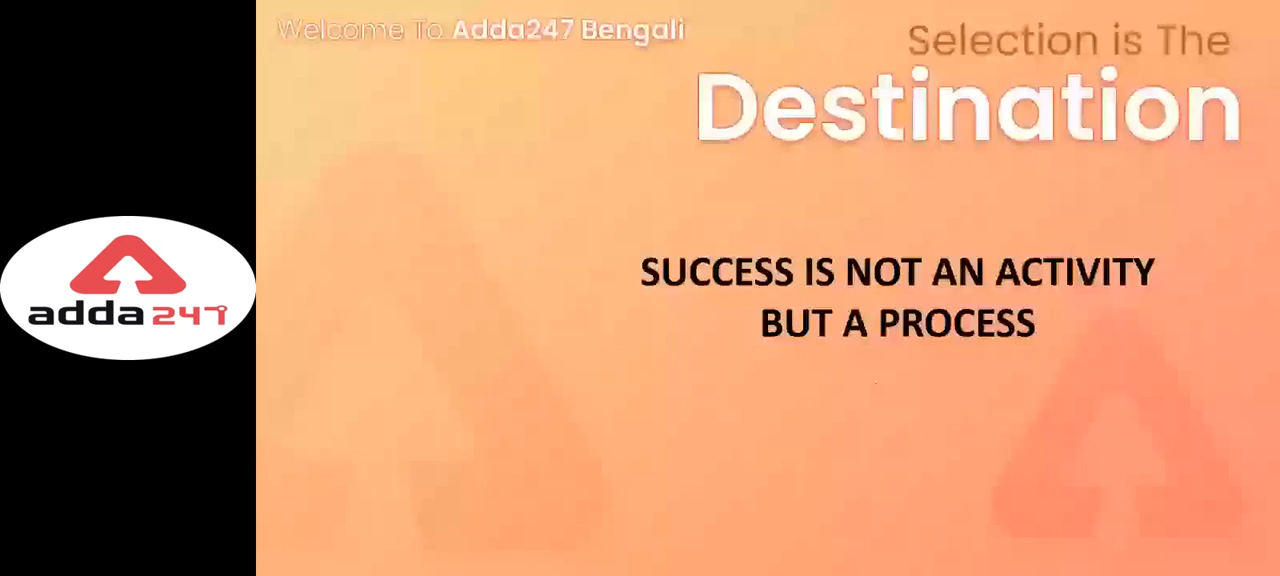 Welcome To Adda247 Bengali
Selection is The
Destination
SUCCESS IS NOT AN ACTIVITY
BUT A PROCESS
adda247